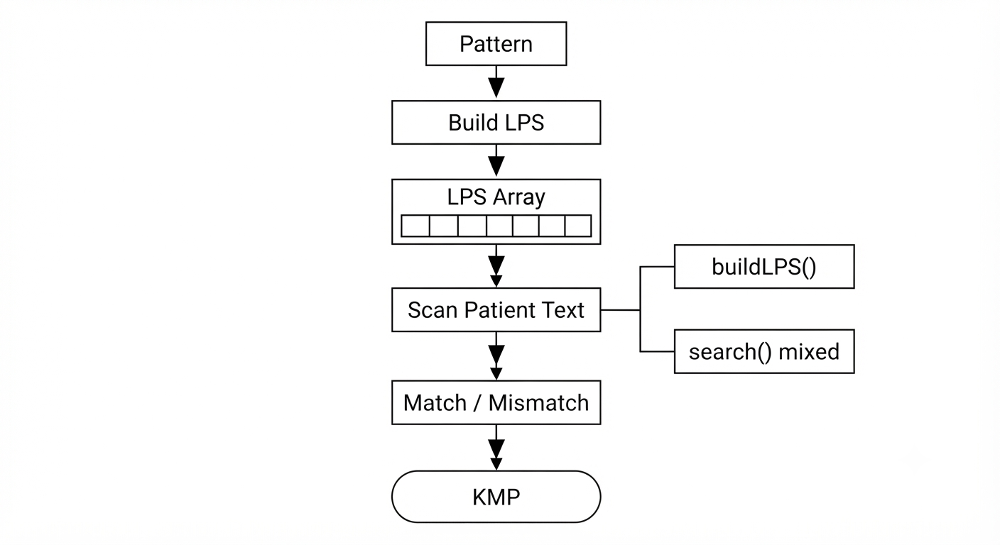 Pattern
Build LPS
LPS Array
Scan Patient Text
buildLPS()
search() mixed
Match / Mismatch
KMP